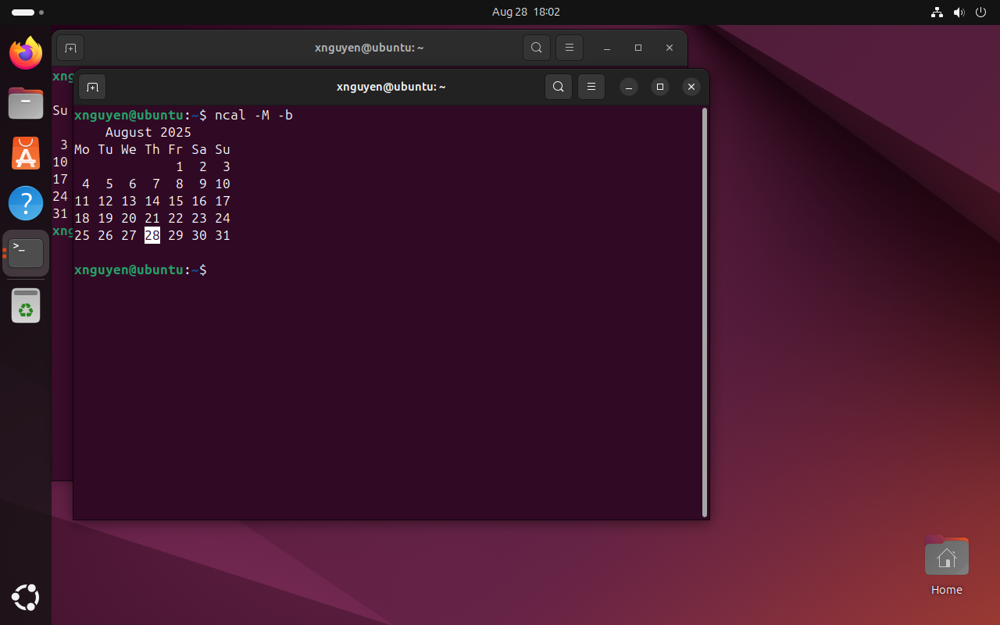 Aug 28 18:02
xnguyen@ubuntu: ~
xng
Su
3
10
17
24
31
xng
xnguyen@ubuntu: ~
xnguyen@ubuntu:~$ ncal -M -b
August 2025
Mo Tu We Th Fr Sa Su
1 2 3
4 5 6 7 8 9 10
11 12 13 14 15 16 17
18 19 20 21 22 23 24
25 26 27 28 29 30 31
xnguyen@ubuntu:~$
Home